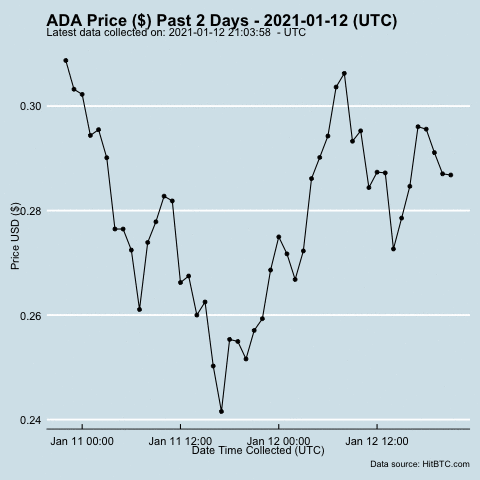 ADA Price ($) Past 2 Days - 2021-01-12 (UTC)
Latest data collected on: 2021-01-12 21:03:58 - UTC
0.30
0.28
0.26
0.24
Price USD ($)
Jan 11 00:00 Jan 11 12:00 Jan 12 00:00 Jan 12 12:00
Date Time Collected (UTC)
Data source: HitBTC.com